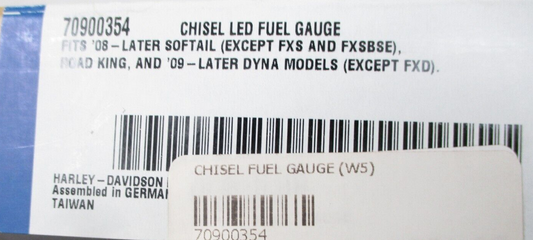 70900354 CHISEL LED FUEL GAUGE
FITS '08-LATER SOFTAIL (EXCEPT FXS AND FXSBSE),
ROAD KING, AND '09-LATER DYNA MODELS (EXCEPT FXD).
HARLEY-DAVIDSON
Assembled in GERMA
TAIWAN
CHISEL FUEL GAUGE (W5)
70900354